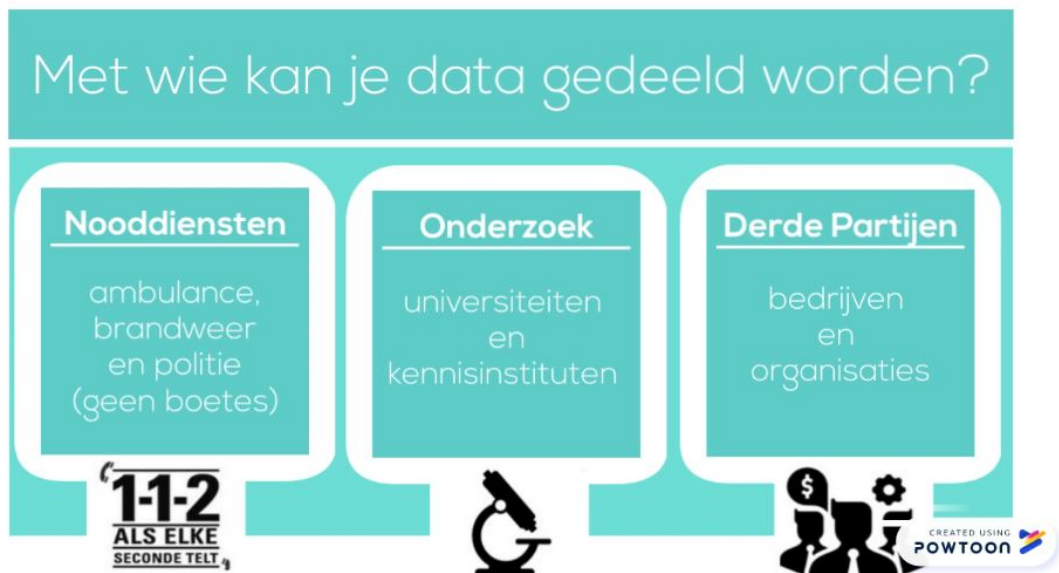 Met wie kan je data gedeeld worden?
Nooddiensten
ambulance,
brandweer
en politie
(geen boetes)
1-1-2
ALS ELKE
SECONDE TELT
Onderzoek
universiteiten
en
kennisinstituten
Derde Partijen
bedrijven
en
organisaties
$
CREATED USING
POWTOON